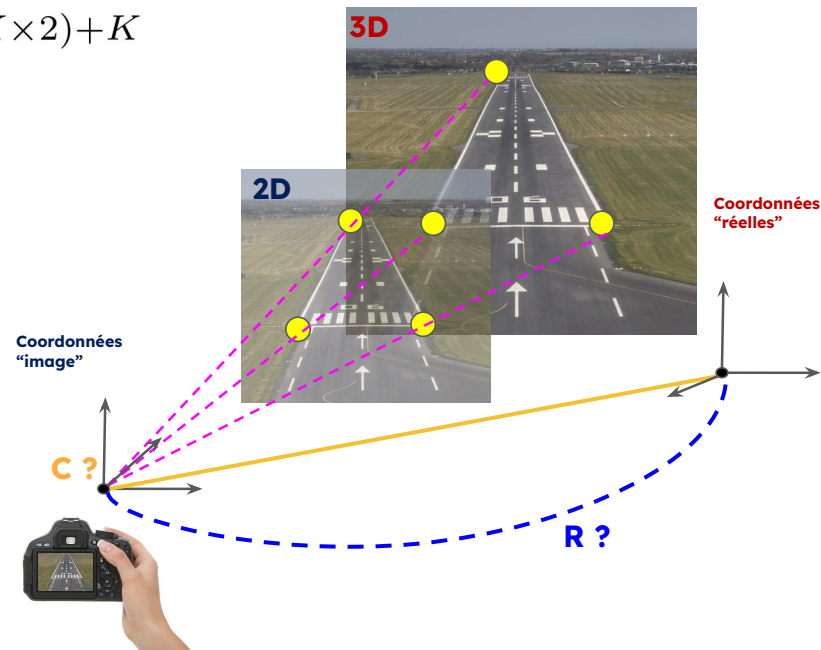 ×2)+K
3D
2D
Coordonnées
“réelles”
Coordonnées
“image”
C ?
R ?